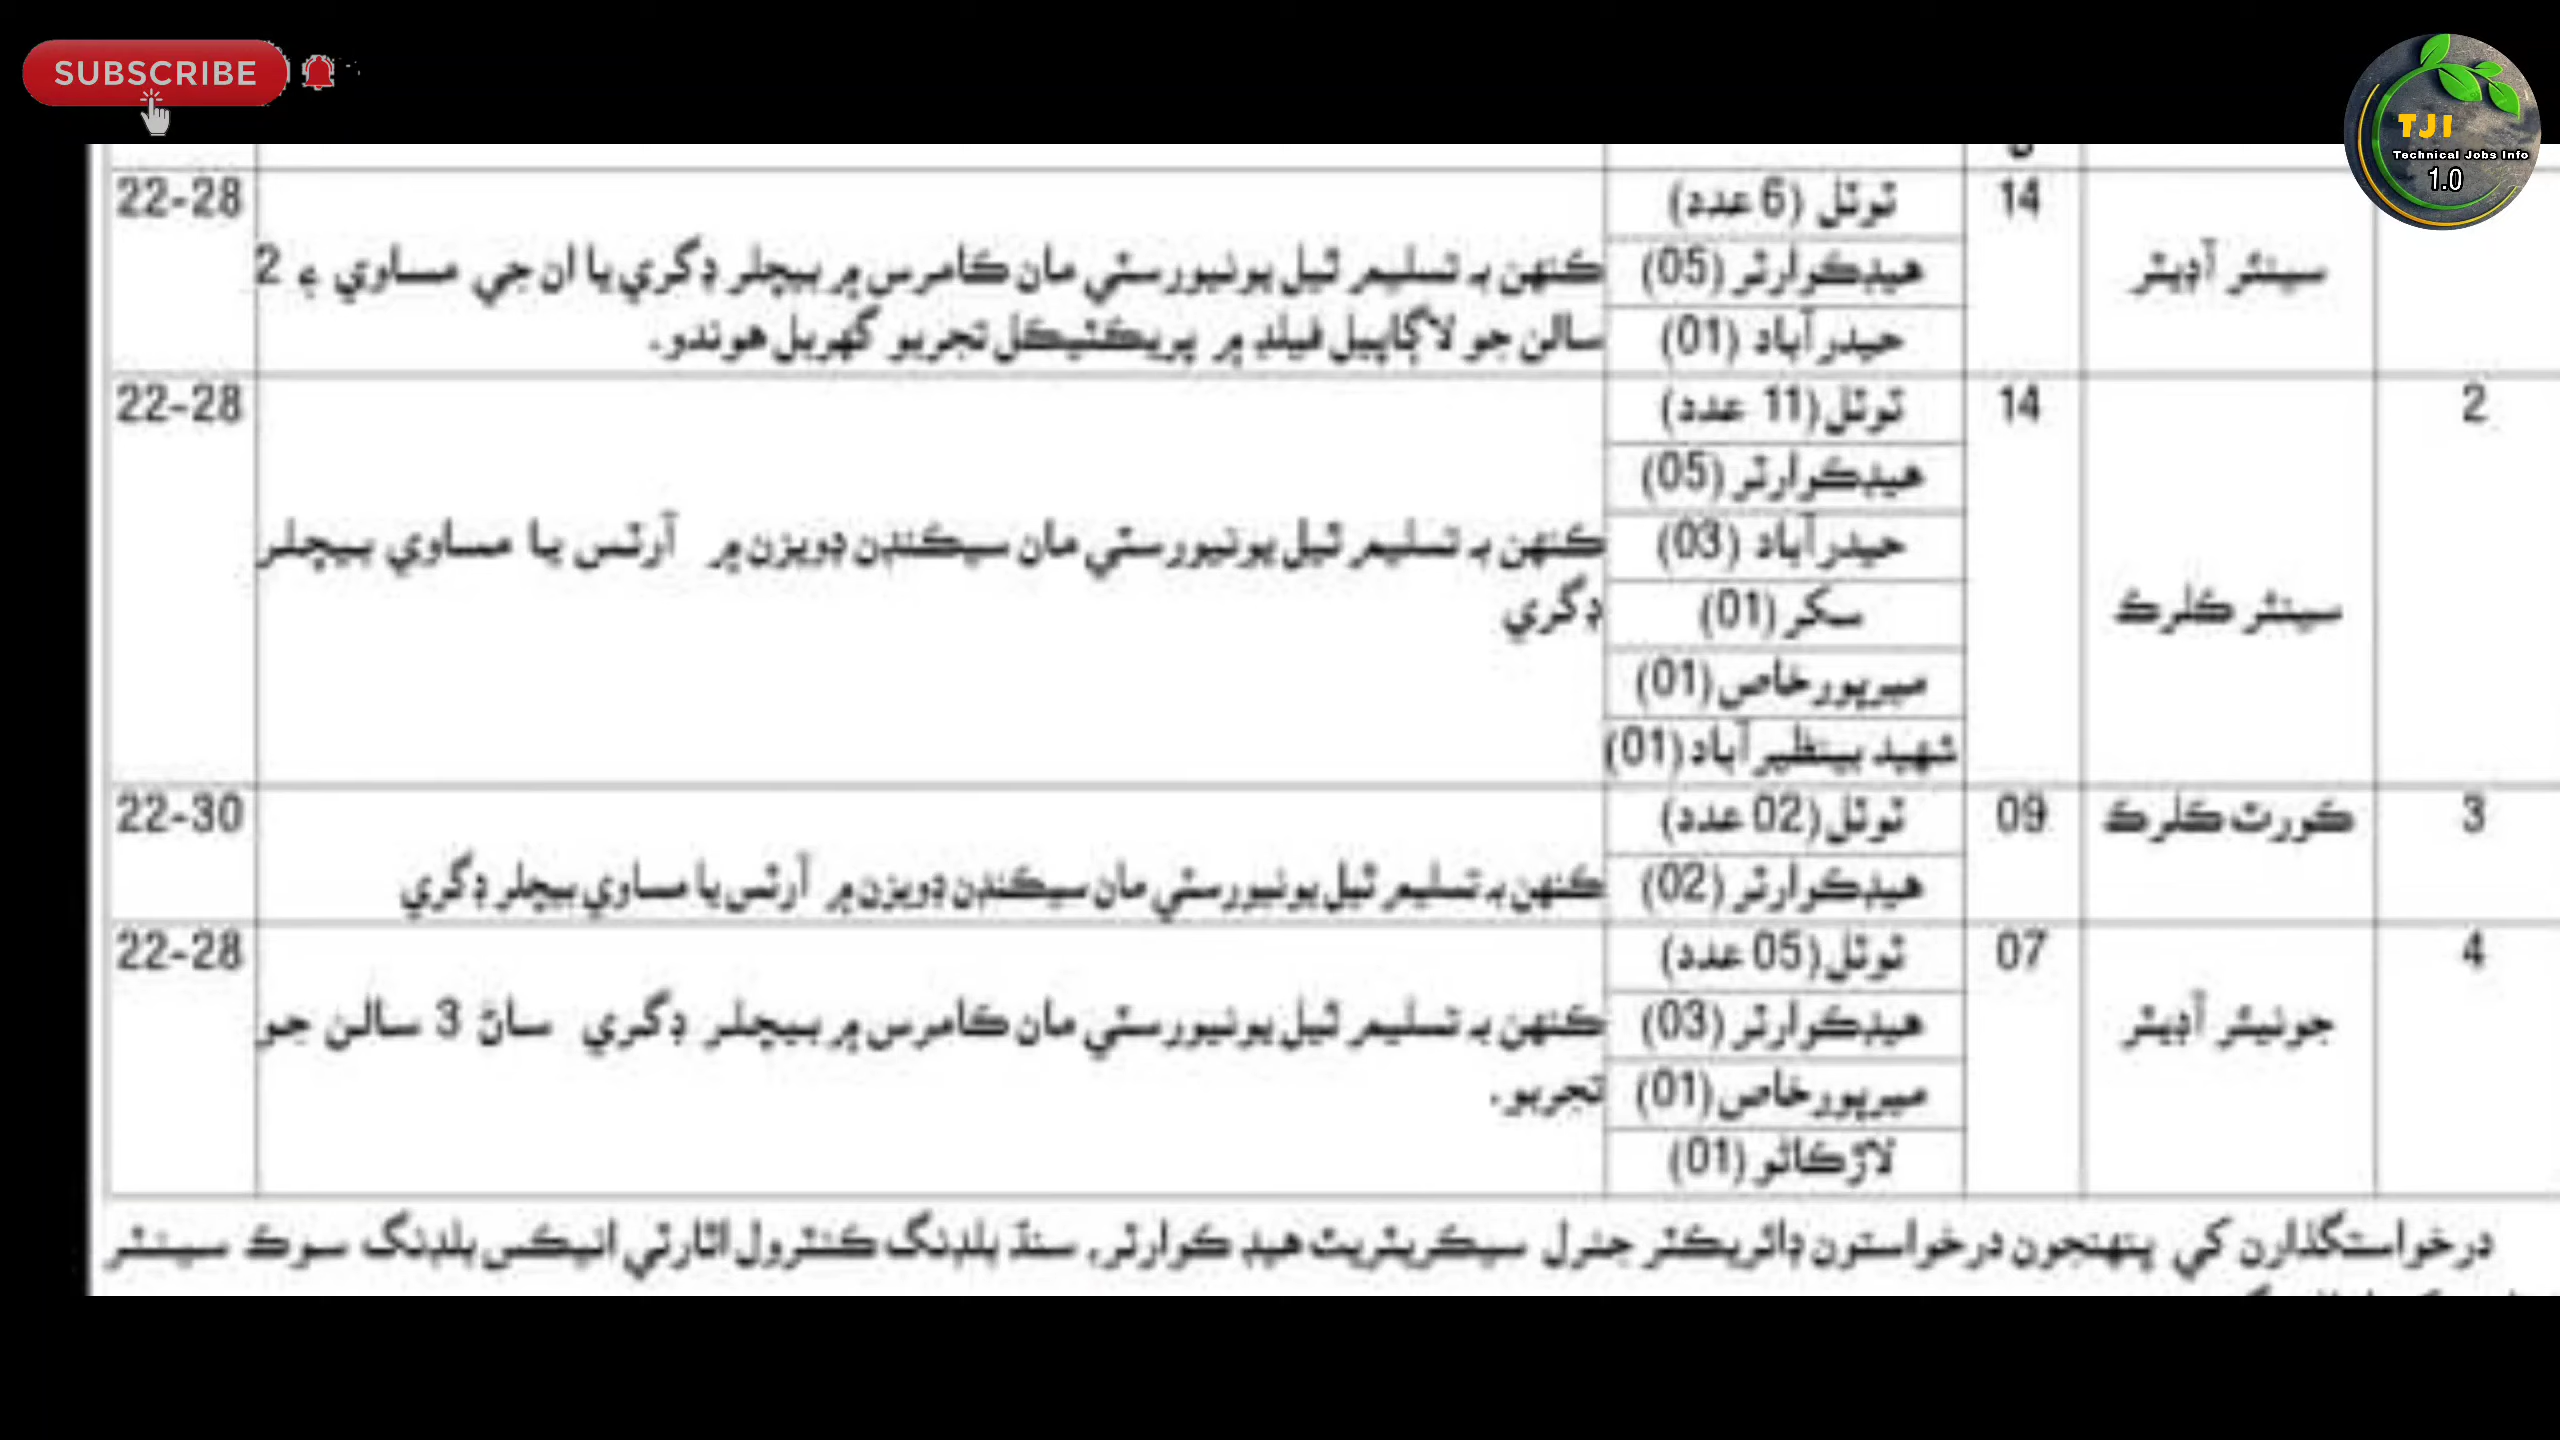 SUBSCRIBE
TJI
Technical Jobs Info
1.0
14
ٽوٽل (6 عدد)
22-28
سينئر آڊيٽر
هيڊڪوارٽر (05)
حيدرآباد (01)
ڪنهن به تسليم ٿيل يونيورسٽي مان ڪامرس ۾ بيچلر ڊگري يا ان جي مساوي ۽ 2
سالن جو لاڳاپيل فيلڊ ۾ پريڪٽيڪل تجربو گهربل هوندو.
2
سينئر ڪلرڪ
14
ٽوٽل (11 عدد)
22-28
هيڊڪوارٽر (05)
حيدرآباد (03)
سکر (01)
ميرپورخاص (01)
شهيد بينظيرآباد (01)
ڪنهن به تسليم ٿيل يونيورسٽي مان سيڪنڊن ڊويزن ۾ آرٽس يا مساوي بيچلر
ڊگري
3
ڪورٽ ڪلرڪ
09
ٽوٽل (02 عدد)
22-30
هيڊڪوارٽر (02)
ڪنهن به تسليم ٿيل يونيورسٽي مان سيڪنڊن ڊويزن ۾ آرٽس يا مساوي بيچلر ڊگري
4
جونيئر آڊيٽر
07
ٽوٽل (05 عدد)
22-28
هيڊڪوارٽر (03)
ميرپورخاص (01)
لاڙڪاڻو (01)
ڪنهن به تسليم ٿيل يونيورسٽي مان ڪامرس ۾ بيچلر ڊگري سان 3 سالن جو
تجربو.
درخواستگذارن کي پنهنجون درخواستون ڊائريڪٽر جنرل سيڪريٽريٽ هيڊ ڪوارٽر، سنڌ بلڊنگ ڪنٽرول اٿارٽي انيڪس بلڊنگ سوڪ سينٽر